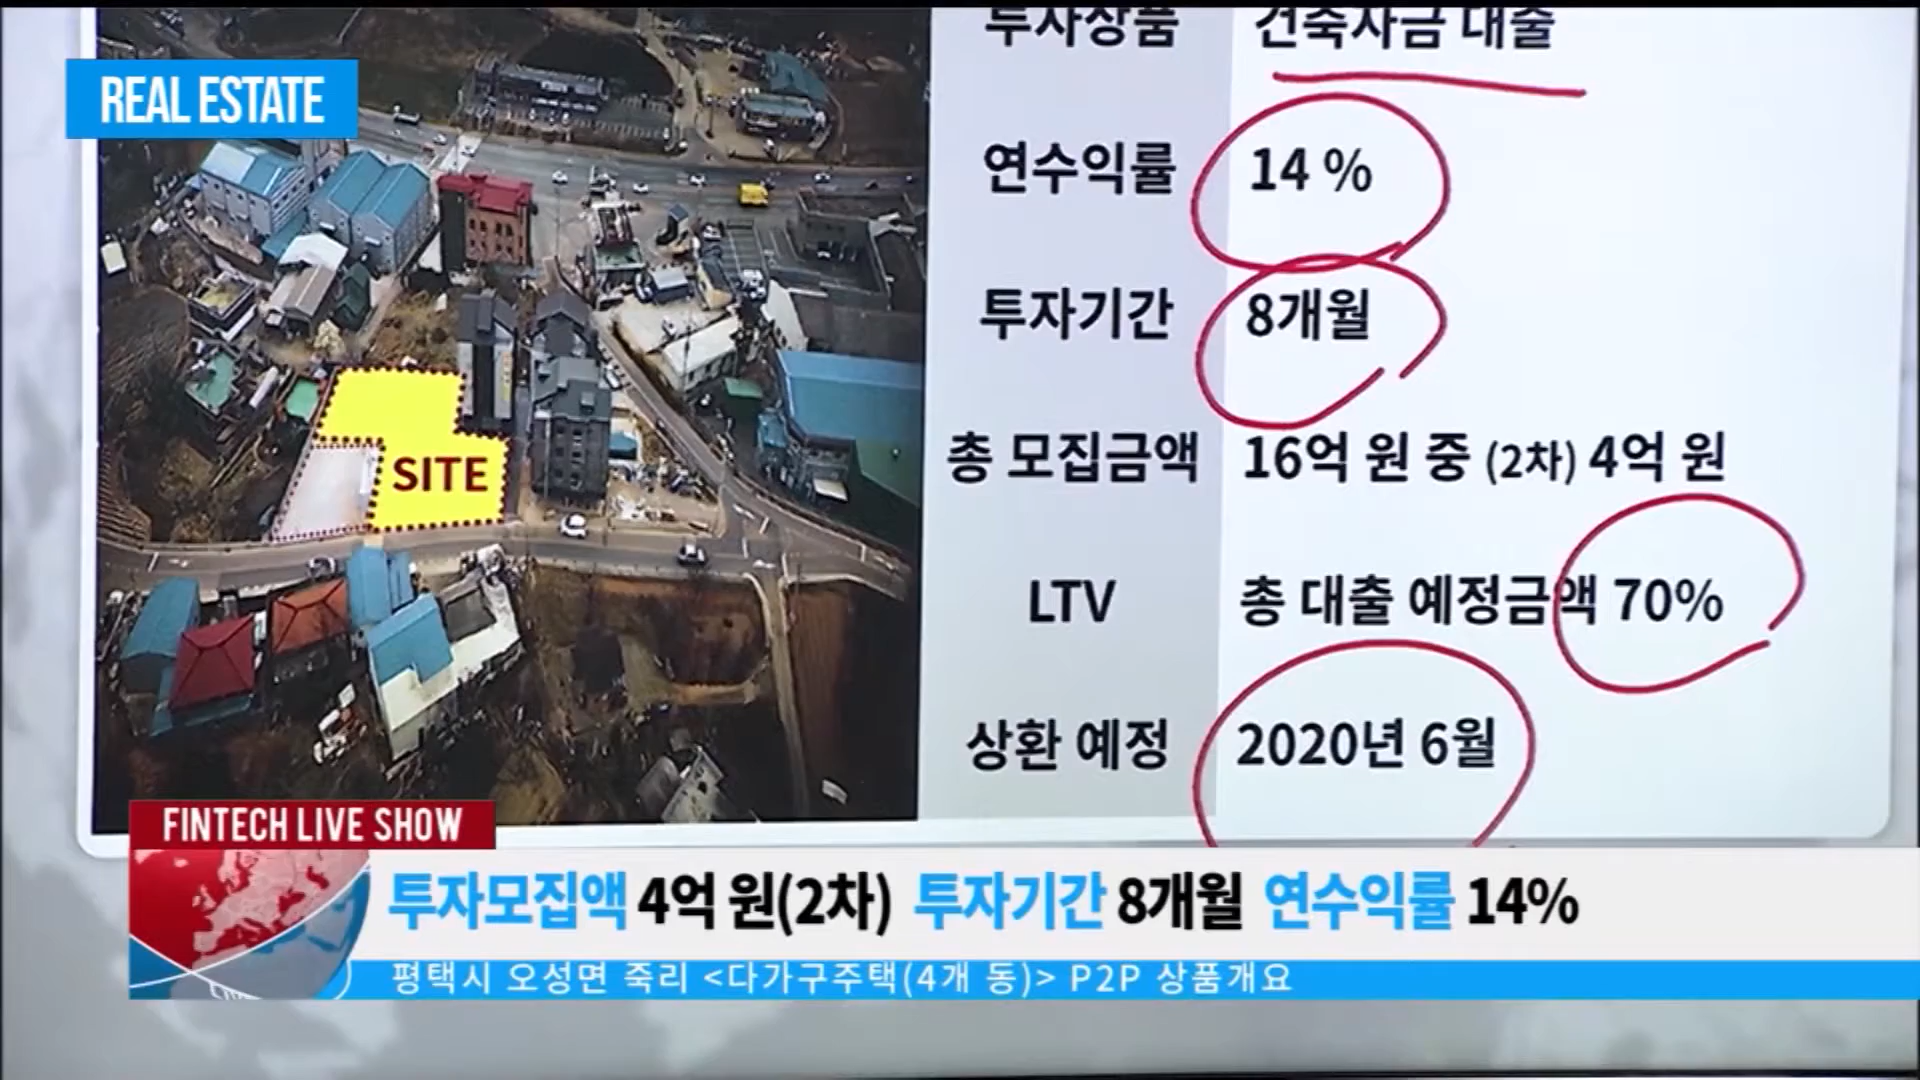 REAL ESTATE
투자상품 건축자금 대출
연수익률 14 %
투자기간 8개월
총 모집금액 16억 원 중 (2차) 4억 원
LTV 총 대출 예정금액 70%
상환 예정 2020년 6월
SITE
FINTECH LIVE SHOW
투자모집액 4억 원(2차) 투자기간 8개월 연수익률 14%
평택시 오성면 죽리 <다가구주택(4개 동)> P2P 상품개요